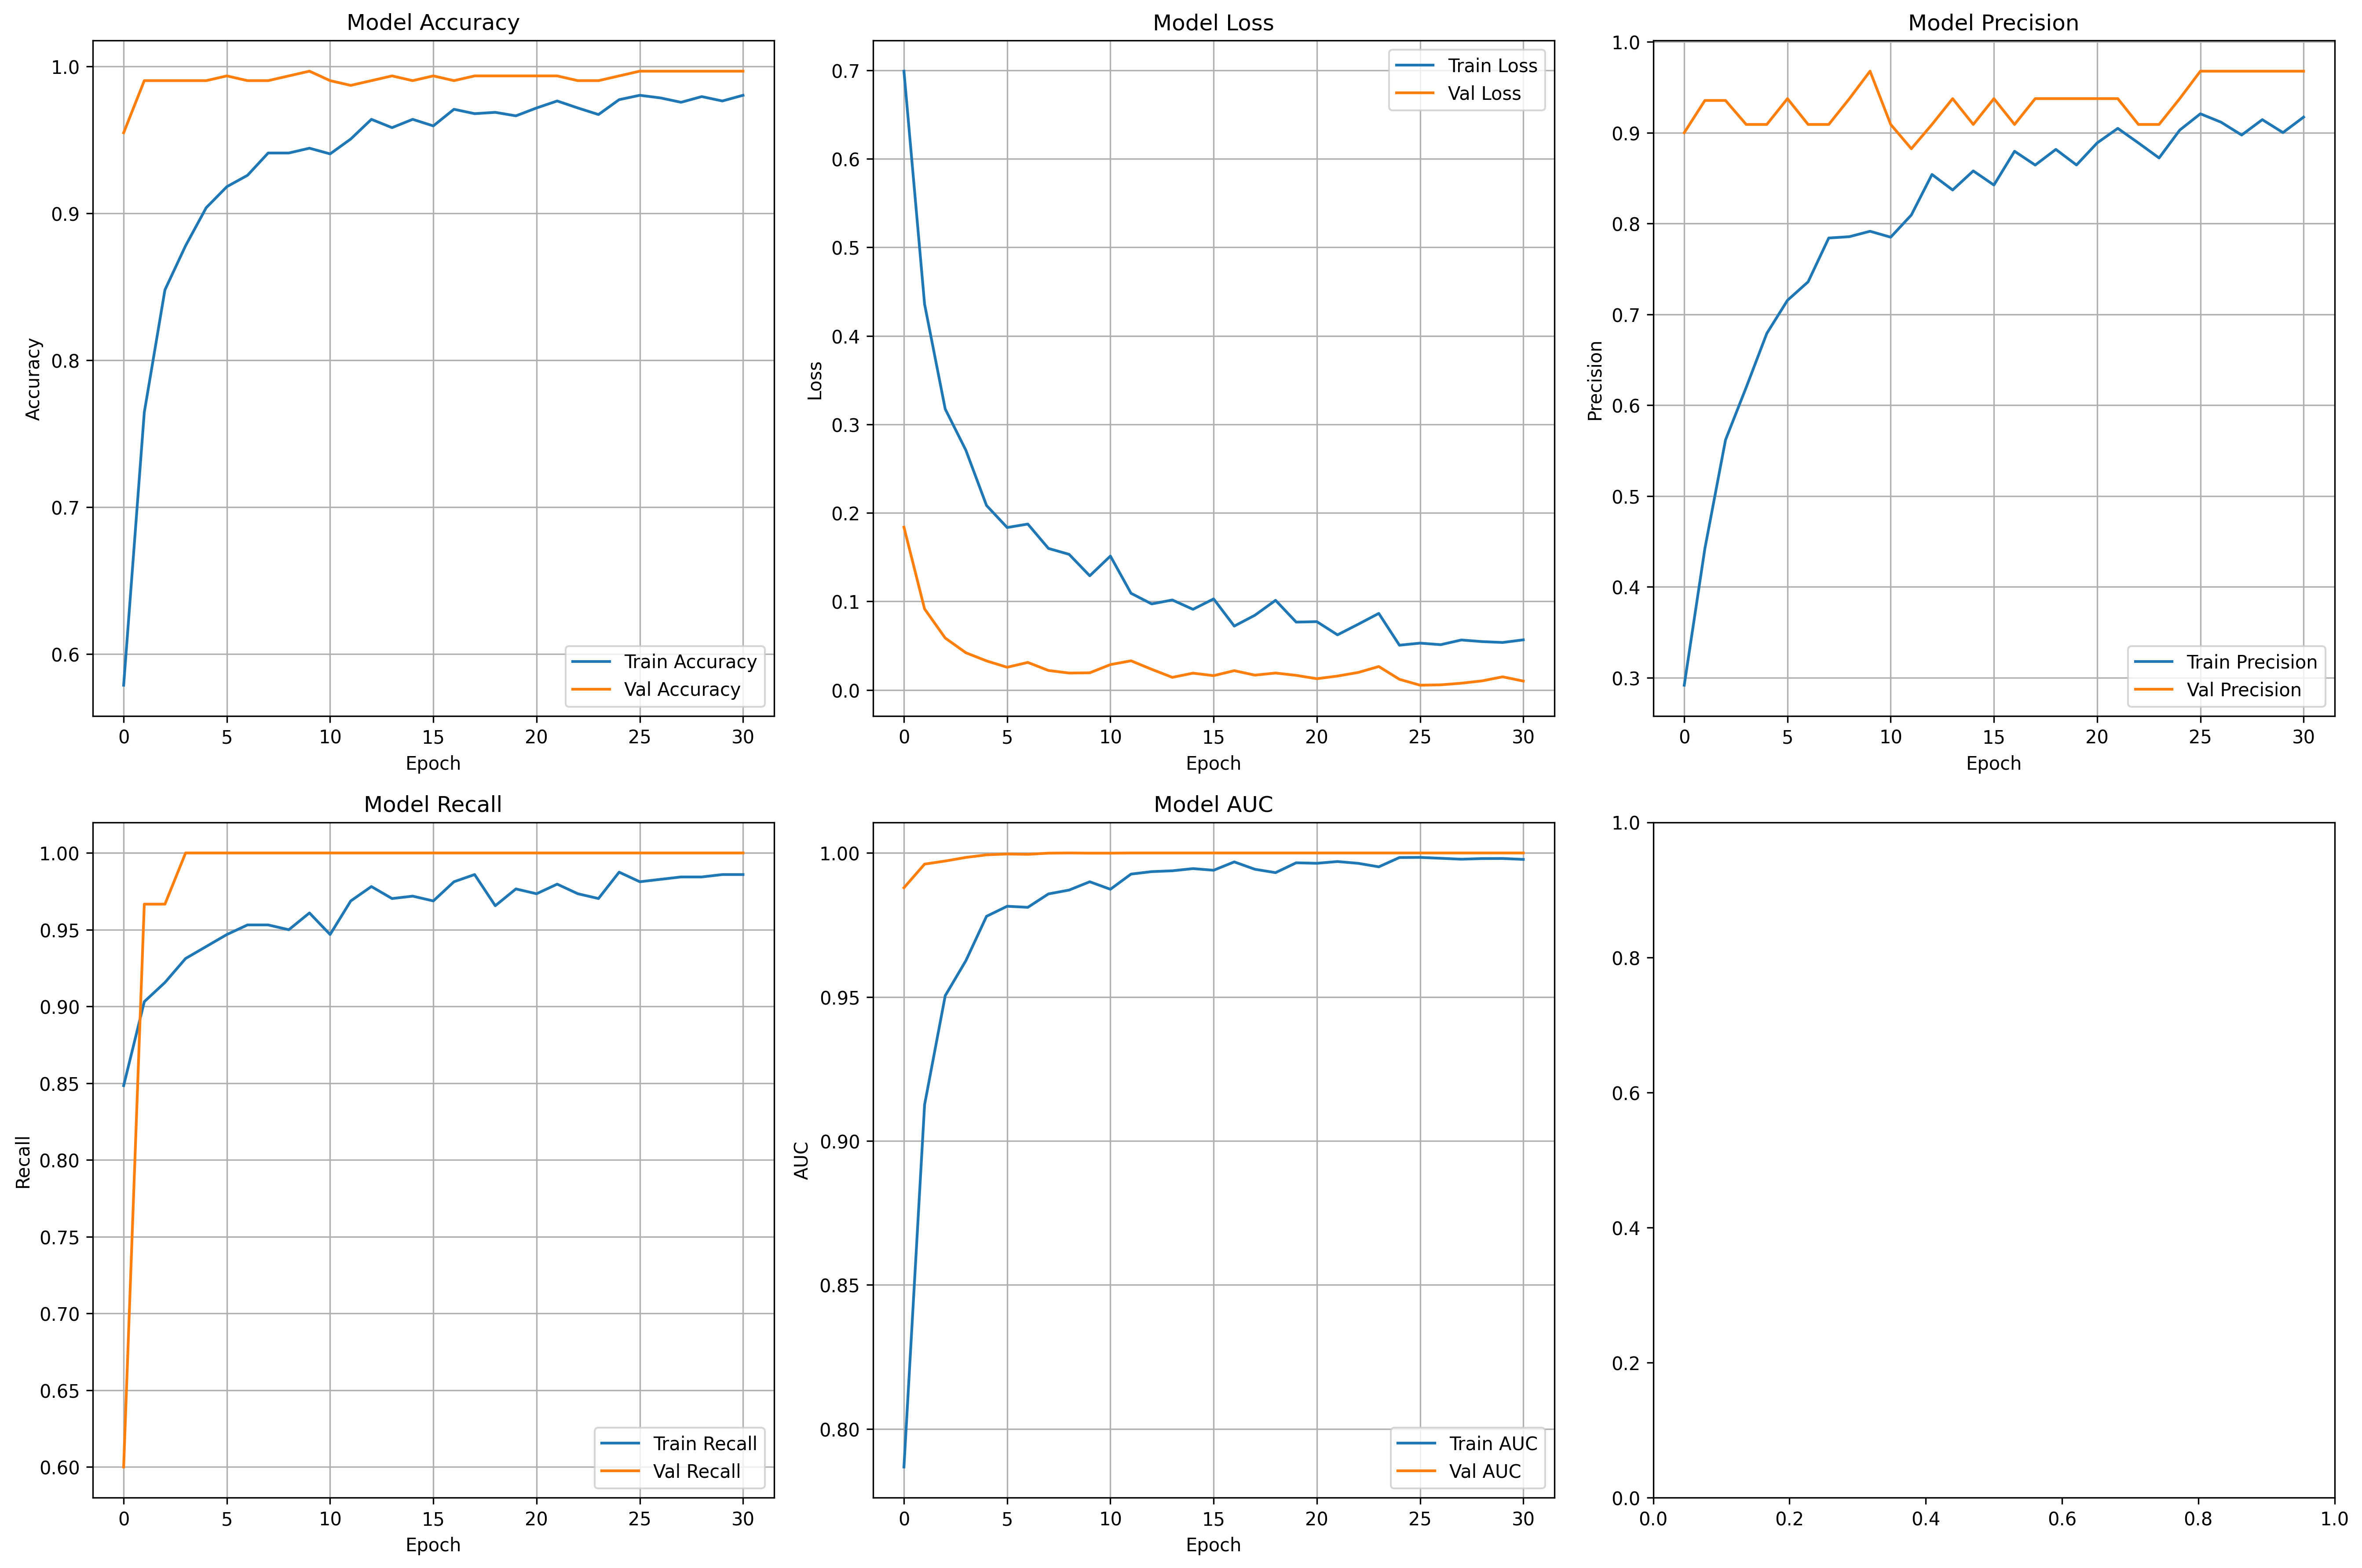 Model Accuracy
1.0
0.9
0.8
0.7
0.6
Accuracy
Train Accuracy
Val Accuracy
0 5 10 15 20 25 30
Epoch
Model Loss
0.7
0.6
0.5
0.4
0.3
0.2
0.1
0.0
Loss
Train Loss
Val Loss
0 5 10 15 20 25 30
Epoch
Model Precision
1.0
0.9
0.8
0.7
0.6
0.5
0.4
0.3
Precision
Train Precision
Val Precision
0 5 10 15 20 25 30
Epoch
Model Recall
1.00
0.95
0.90
0.85
0.80
0.75
0.70
0.65
0.60
Recall
Train Recall
Val Recall
0 5 10 15 20 25 30
Epoch
Model AUC
1.00
0.95
0.90
0.85
0.80
AUC
Train AUC
Val AUC
0 5 10 15 20 25 30
Epoch
1.0
0.8
0.6
0.4
0.2
0.0
0.0 0.2 0.4 0.6 0.8 1.0